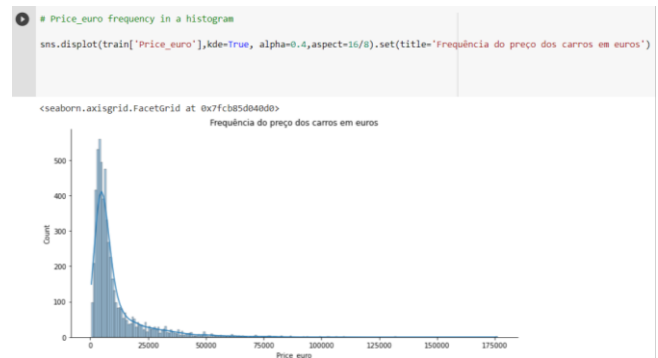 # Price_euro frequency in a histogram
sns.displot(train['Price_euro'],kde=True, alpha=0.4,aspect=16/8).set(title='Frequência do preço dos carros em euros')
<seaborn.axisgrid.FacetGrid at 0x7fcb85d040d0>
Frequência do preço dos carros em euros
500
400
300
200
100
0
Count
0 25000 50000 75000 100000 125000 150000 175000
Price_euro